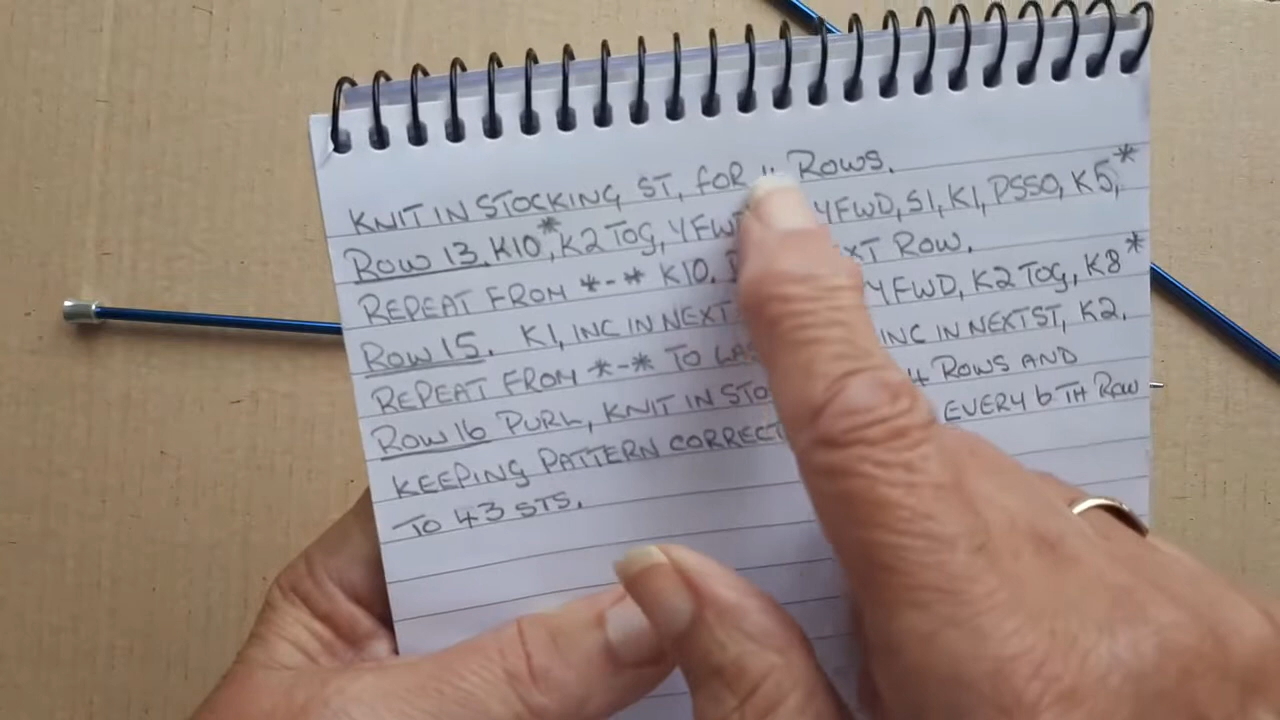 KNIT IN STOCKING ST, FOR ROWS.
ROW 13. K10*, K2 TOG, YFWD YFWD, S1, K1, PSSO, K5,*
REPEAT FROM *-* K10. ROW.
ROW 15. K1, INC IN NEXT YFWD, K2 TOG, K8*
REPEAT FROM *-* TO INC IN NEXT ST, K2.
ROW 16 PURL, KNIT IN ROWS AND
KEEPING PATTERN CORRECT EVERY 6TH ROW
TO 43 STS.